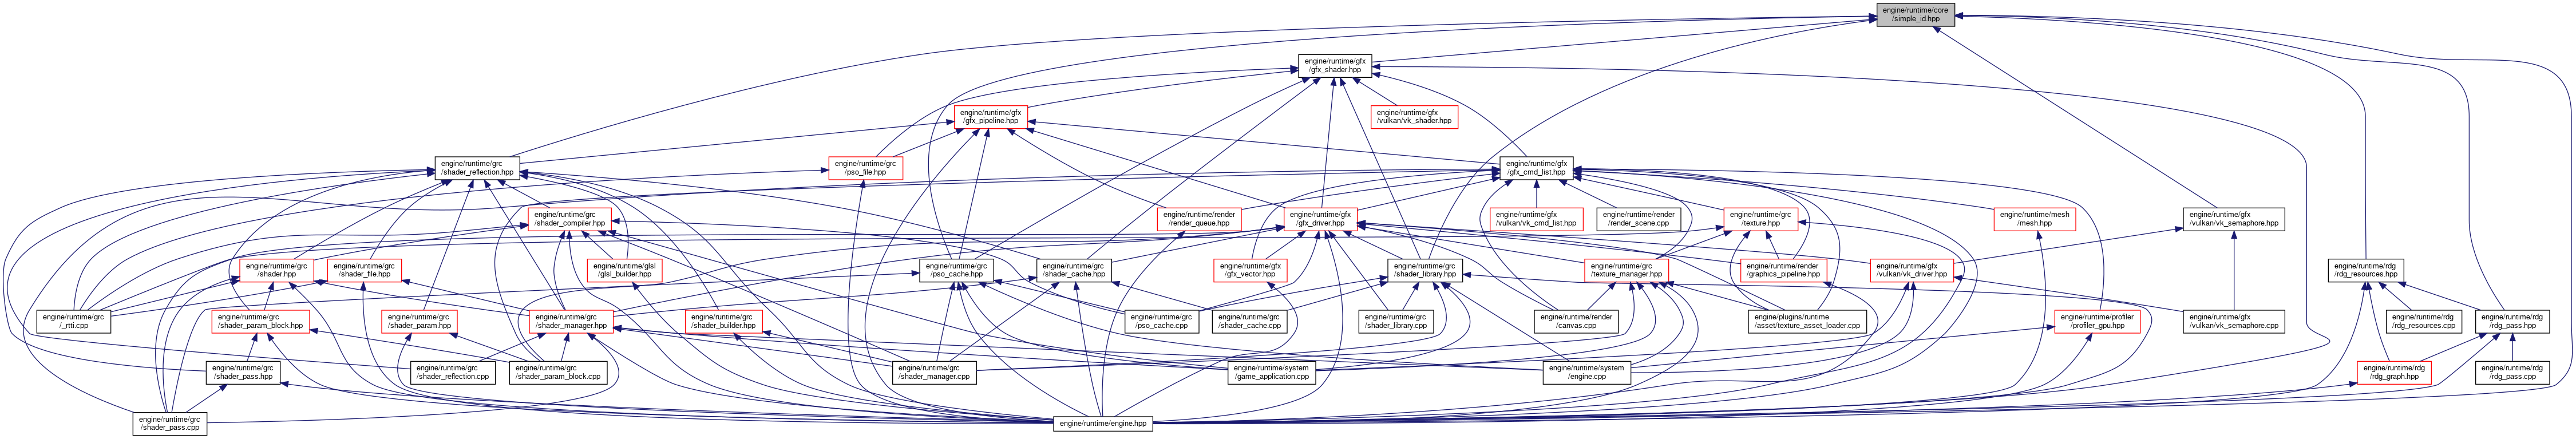 engine/runtime/core
/simple_id.hpp
engine/runtime/gfx
/gfx_shader.hpp
engine/runtime/gfx
/gfx_pipeline.hpp
engine/runtime/gfx
/vulkan/vk_shader.hpp
engine/runtime/grc
/shader_reflection.hpp
engine/runtime/grc
/pso_file.hpp
engine/runtime/gfx
/gfx_cmd_list.hpp
engine/runtime/grc
/shader_compiler.hpp
engine/runtime/render
/render_queue.hpp
engine/runtime/gfx
/gfx_driver.hpp
engine/runtime/gfx
/vulkan/vk_cmd_list.hpp
engine/runtime/render
/render_scene.cpp
engine/runtime/grc
/texture.hpp
engine/runtime/mesh
/mesh.hpp
engine/runtime/gfx
/vulkan/vk_semaphore.hpp
engine/runtime/grc
/shader.hpp
engine/runtime/grc
/shader_file.hpp
engine/runtime/glsl
/glsl_builder.hpp
engine/runtime/grc
/pso_cache.hpp
engine/runtime/grc
/shader_cache.hpp
engine/runtime/gfx
/gfx_vector.hpp
engine/runtime/grc
/shader_library.hpp
engine/runtime/grc
/texture_manager.hpp
engine/runtime/render
/graphics_pipeline.hpp
engine/runtime/gfx
/vulkan/vk_driver.hpp
engine/runtime/rdg
/rdg_resources.hpp
engine/runtime/grc
/_rtti.cpp
engine/runtime/grc
/shader_param_block.hpp
engine/runtime/grc
/shader_param.hpp
engine/runtime/grc
/shader_manager.hpp
engine/runtime/grc
/shader_builder.hpp
engine/runtime/grc
/pso_cache.cpp
engine/runtime/grc
/shader_cache.cpp
engine/runtime/grc
/shader_library.cpp
engine/runtime/render
/canvas.cpp
engine/plugins/runtime
/asset/texture_asset_loader.cpp
engine/runtime/profiler
/profiler_gpu.hpp
engine/runtime/gfx
/vulkan/vk_semaphore.cpp
engine/runtime/rdg
/rdg_resources.cpp
engine/runtime/rdg
/rdg_pass.hpp
engine/runtime/grc
/shader_pass.hpp
engine/runtime/grc
/shader_reflection.cpp
engine/runtime/grc
/shader_param_block.cpp
engine/runtime/grc
/shader_manager.cpp
engine/runtime/system
/game_application.cpp
engine/runtime/system
/engine.cpp
engine/runtime/rdg
/rdg_graph.hpp
engine/runtime/rdg
/rdg_pass.cpp
engine/runtime/grc
/shader_pass.cpp
engine/runtime/engine.hpp